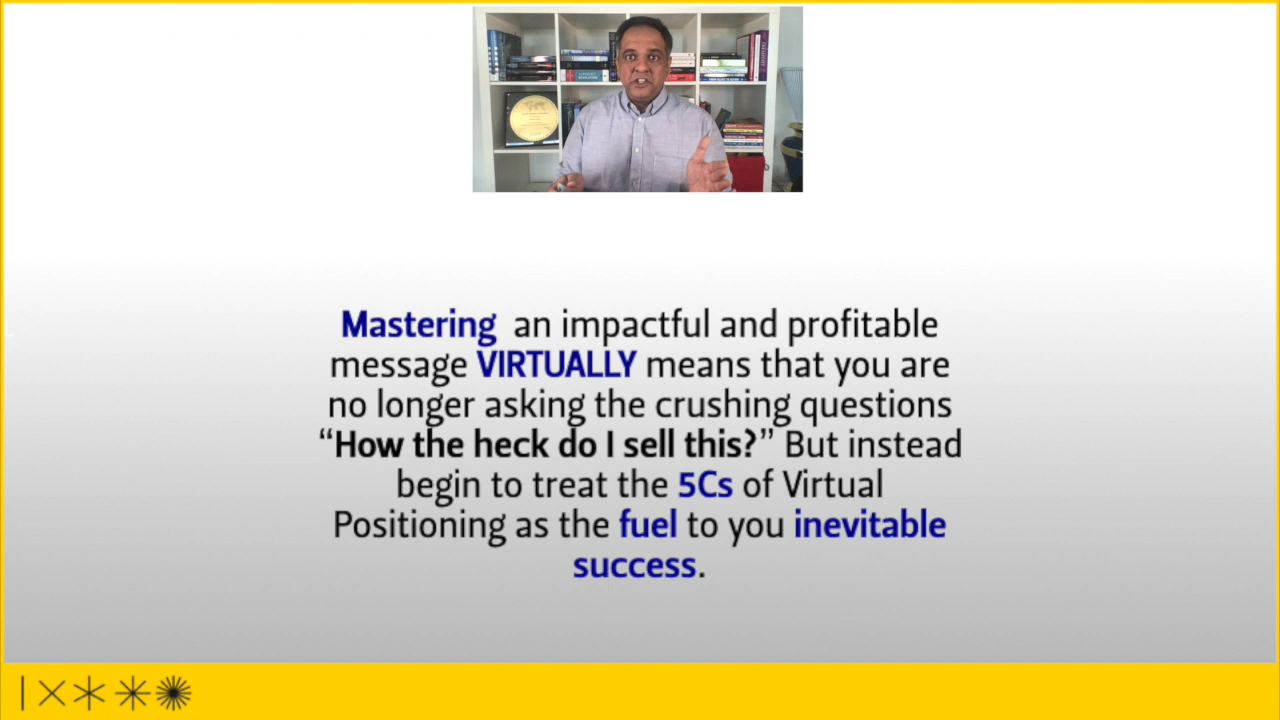 Mastering an impactful and profitable
message VIRTUALLY means that you are
no longer asking the crushing questions
“How the heck do I sell this?” But instead
begin to treat the 5Cs of Virtual
Positioning as the fuel to you inevitable
success.